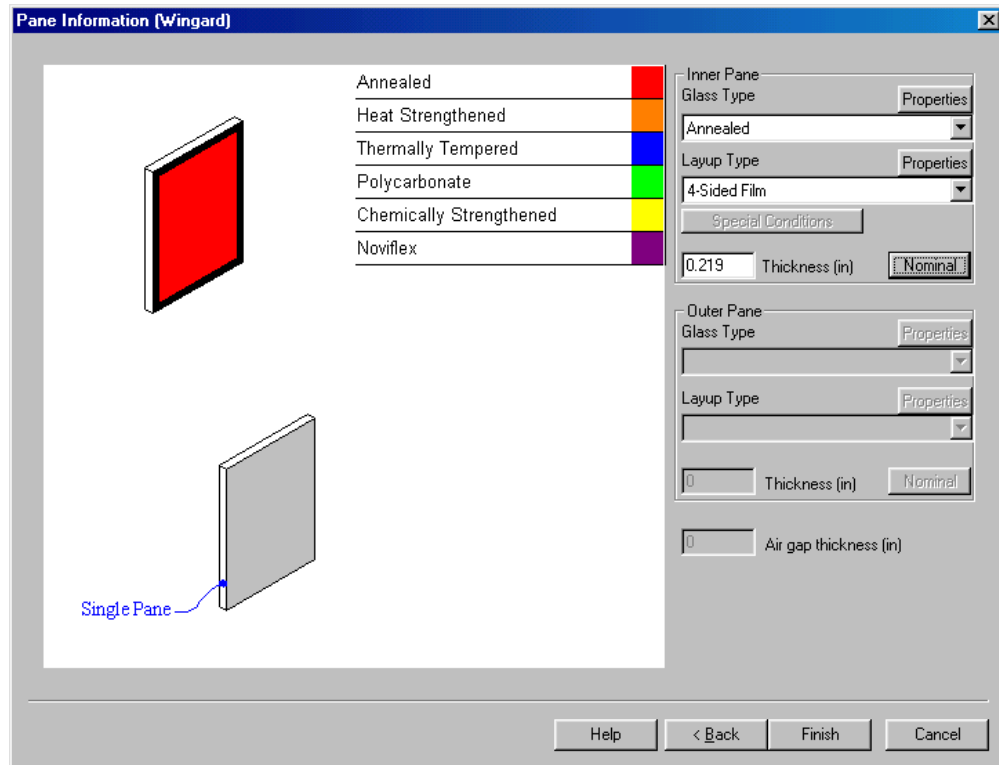 Pane Information (Wingard)
Annealed
Heat Strengthened
Thermally Tempered
Polycarbonate
Chemically Strengthened
Noviflex
Single Pane
Inner Pane
Glass Type
Properties
Annealed
Layup Type
Properties
4-Sided Film
Special Conditions
0.219 Thickness (in) Nominal
Outer Pane
Glass Type
Properties
Layup Type
Properties
0 Thickness (in) Nominal
0 Air gap thickness (in)
Help < Back Finish Cancel